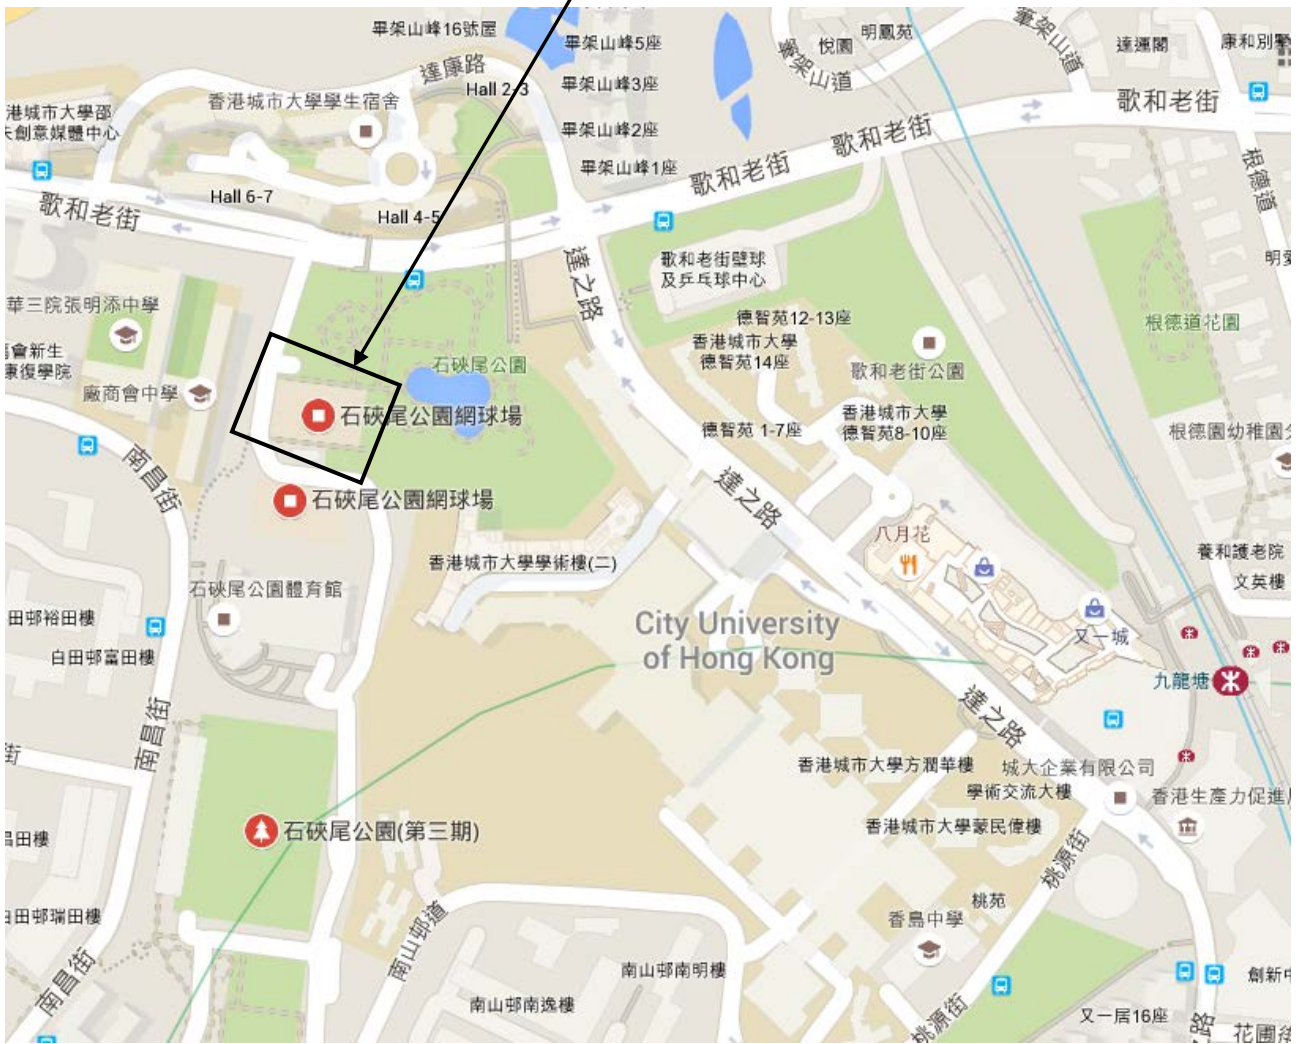 畢架山峰16號屋
畢架山峰5座
畢架山峰3座
畢架山峰2座
畢架山峰1座
筆架山道
悅園
明鳳苑
筆架山道
達運閣
康和別墅
歌和老街
達康路
Hall 2-3
香港城市大學學生宿舍
港城市大學邵
夫創意媒體中心
Hall 6-7
Hall 4-5
歌和老街
歌和老街
歌和老街
根德道
達之路
歌和老街壁球
及乒乓球中心
華三院張明添中學
會新生
康復學院
廠商會中學
石硤尾公園
石硤尾公園網球場
石硤尾公園網球場
德智苑12-13座
香港城市大學
德智苑14座
歌和老街公園
根德道花園
德智苑 1-7座
香港城市大學
德智苑8-10座
根德園幼稚園
南昌街
達之路
八月花
香港城市大學學術樓(二)
養和護老院
文英樓
石硤尾公園體育館
田邨裕田樓
白田邨富田樓
City University
of Hong Kong
又一城
九龍塘
南昌街
達之路
香港城市大學方潤華樓
城大企業有限公司
學術交流大樓
香港生產力促進
香港城市大學蒙民偉樓
石硤尾公園(第三期)
昌田樓
桃源街
白田邨瑞田樓
桃苑
香島中學
南山邨道
南昌街
南山邨南明樓
南山邨南逸樓
桃源街
創新中
又一居16座
之路
花圃街